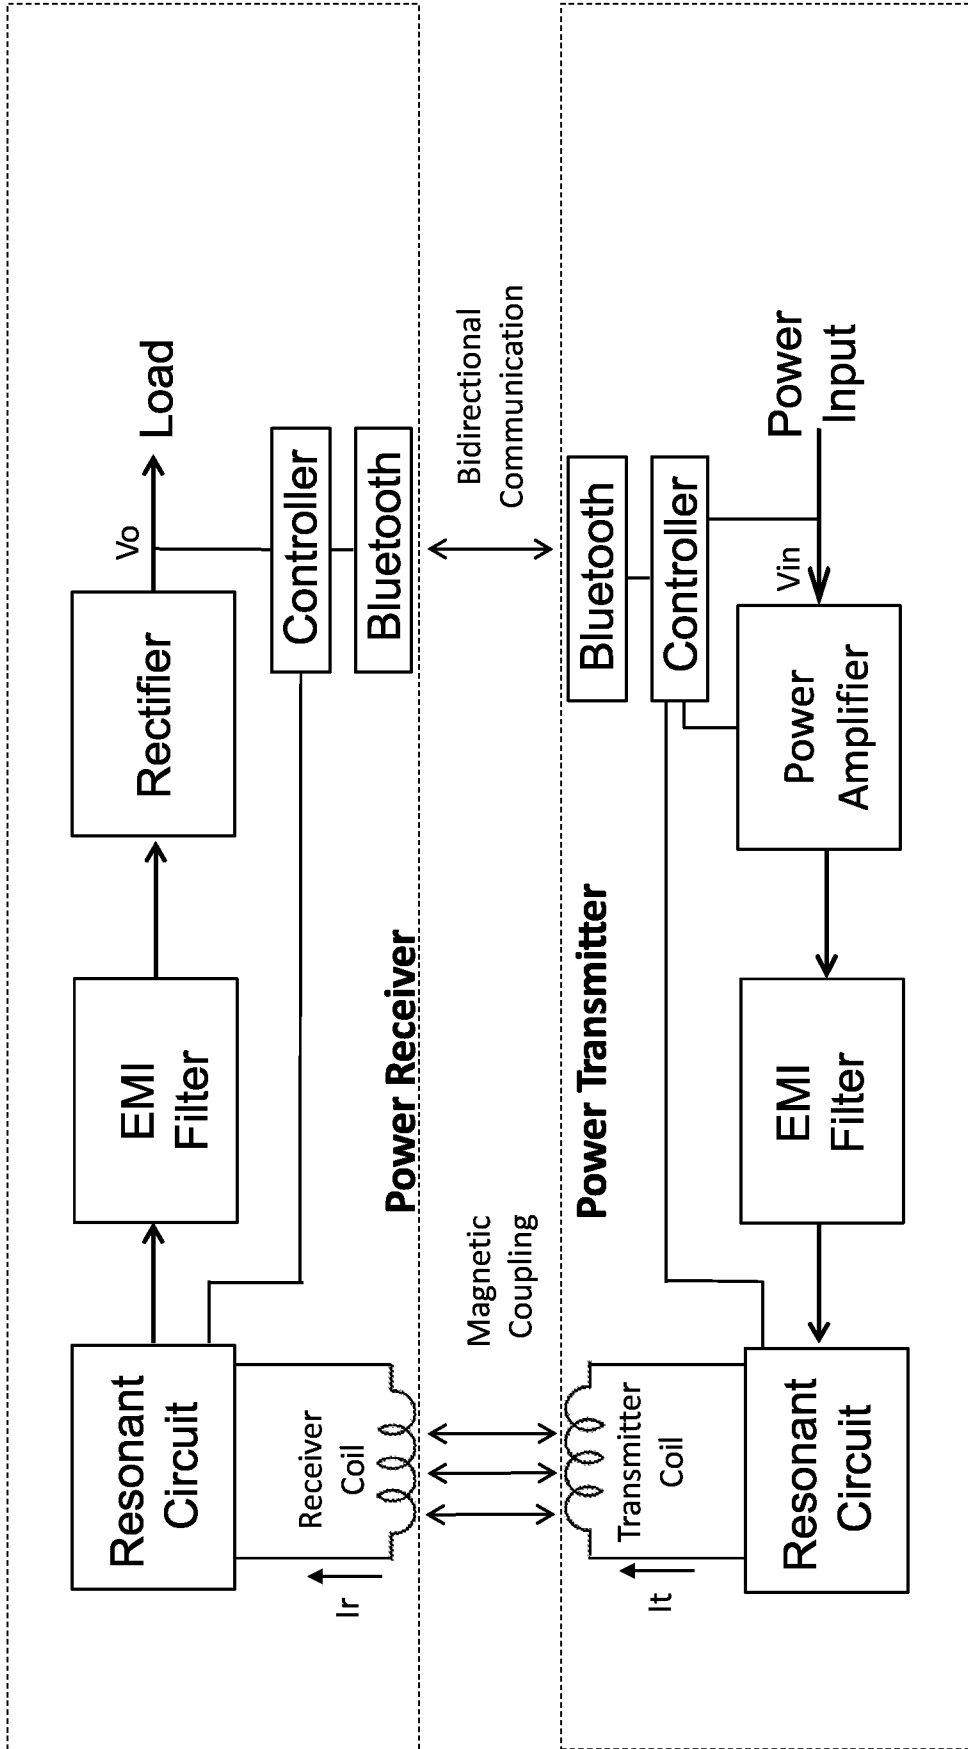 Resonant
Circuit
EMI
Filter
Rectifier
Vo
Load
Controller
Bluetooth
Receiver
Coil
Ir
Power Receiver
Magnetic
Coupling
Bidirectional
Communication
Power Transmitter
Bluetooth
Controller
Transmitter
Coil
It
Resonant
Circuit
EMI
Filter
Power
Amplifier
Vin
Power
Input